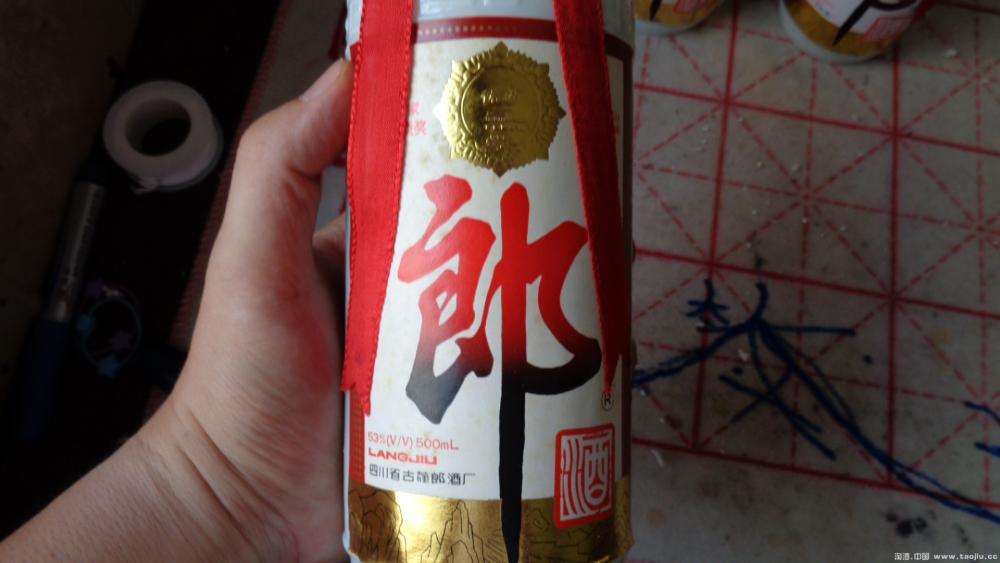 奖
郎
®
53%(V/V) 500mL
LANGJIU
四川省古蔺郎酒厂
酒
淘酒.中国 www.taojiu.cc